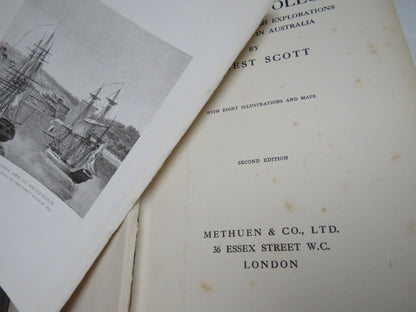 H EXPLORATIONS
IN AUSTRALIA
BY
EST SCOTT
WITH EIGHT ILLUSTRATIONS AND MAPS
SECOND EDITION
METHUEN & CO., LTD.
36 ESSEX STREET W.C.
LONDON